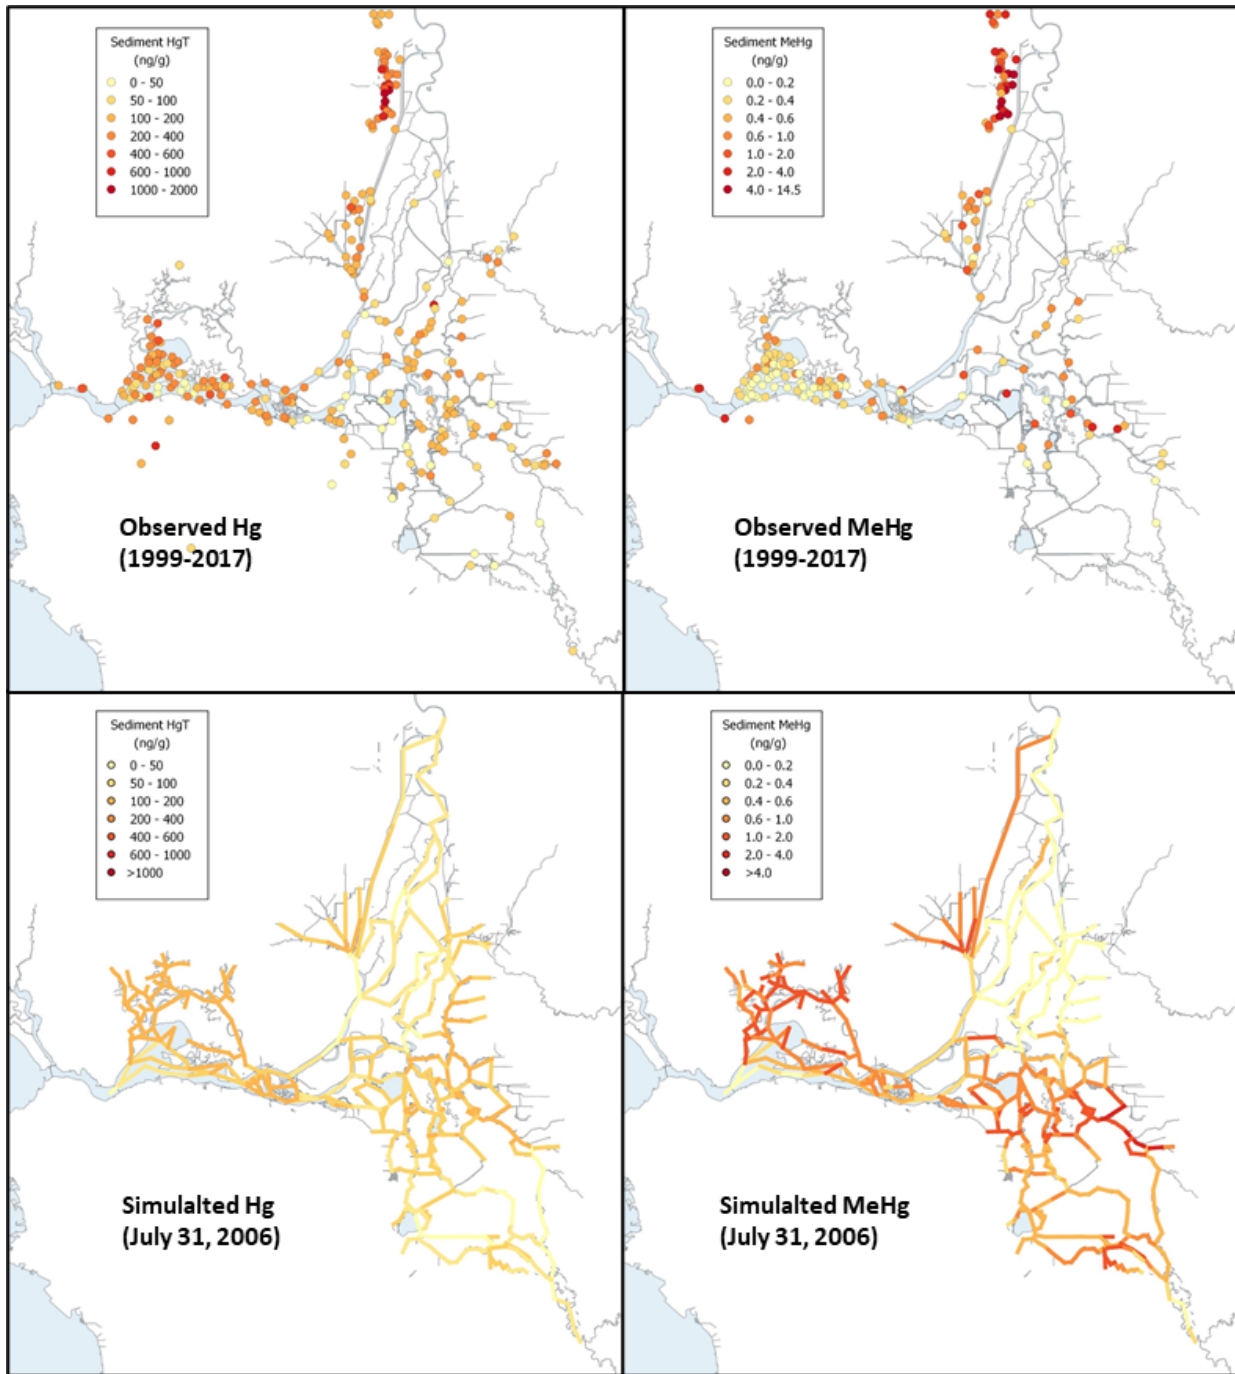 Sediment HgT
(ng/g)
0 - 50
50 - 100
100 - 200
200 - 400
400 - 600
600 - 1000
1000 - 2000
Observed Hg
(1999-2017)
Sediment MeHg
(ng/g)
0.0 - 0.2
0.2 - 0.4
0.4 - 0.6
0.6 - 1.0
1.0 - 2.0
2.0 - 4.0
4.0 - 14.5
Observed MeHg
(1999-2017)
Sediment HgT
(ng/g)
0 - 50
50 - 100
100 - 200
200 - 400
400 - 600
600 - 1000
>1000
Simulalted Hg
(July 31, 2006)
Sediment MeHg
(ng/g)
0.0 - 0.2
0.2 - 0.4
0.4 - 0.6
0.6 - 1.0
1.0 - 2.0
2.0 - 4.0
>4.0
Simulalted MeHg
(July 31, 2006)